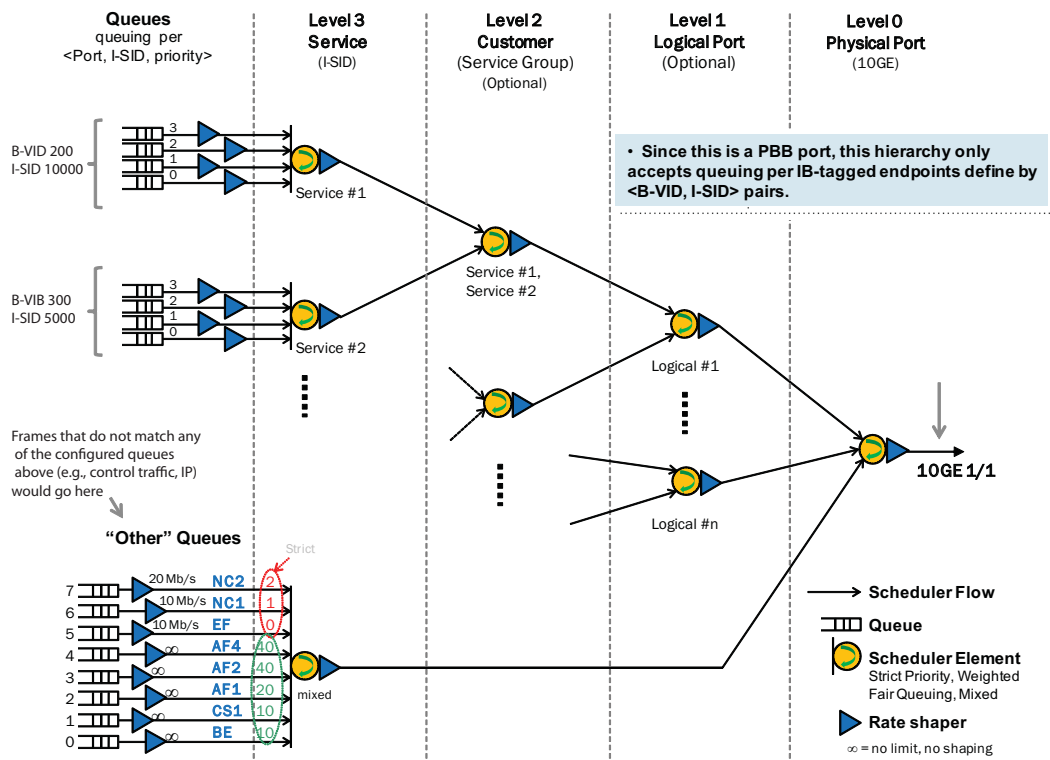 Queues
queuing per
<Port, I-SID, priority>
Level 3
Service
(I-SID)
Level 2
Customer
(Service Group)
(Optional)
Level 1
Logical Port
(Optional)
Level 0
Physical Port
(10GE)
B-VID 200
I-SID 10000
3
2
1
0
Service #1
• Since this is a PBB port, this hierarchy only
accepts queuing per IB-tagged endpoints define by
<B-VID, I-SID> pairs.
Service #1,
Service #2
B-VIB 300
I-SID 5000
3
2
1
0
Service #2
Logical #1
Frames that do not match any
of the configured queues
above (e.g., control traffic, IP)
would go here
10GE 1/1
Logical #n
"Other" Queues
Strict
7 20 Mb/s NC2 2
6 10 Mb/s NC1 1
5 10 Mb/s EF 0
4 ∞ AF4 40
3 ∞ AF2 40
2 ∞ AF1 20
1 ∞ CS1 10
0 ∞ BE 10
mixed
Scheduler Flow
Queue
Scheduler Element
Strict Priority, Weighted
Fair Queuing, Mixed
Rate shaper
∞ = no limit, no shaping